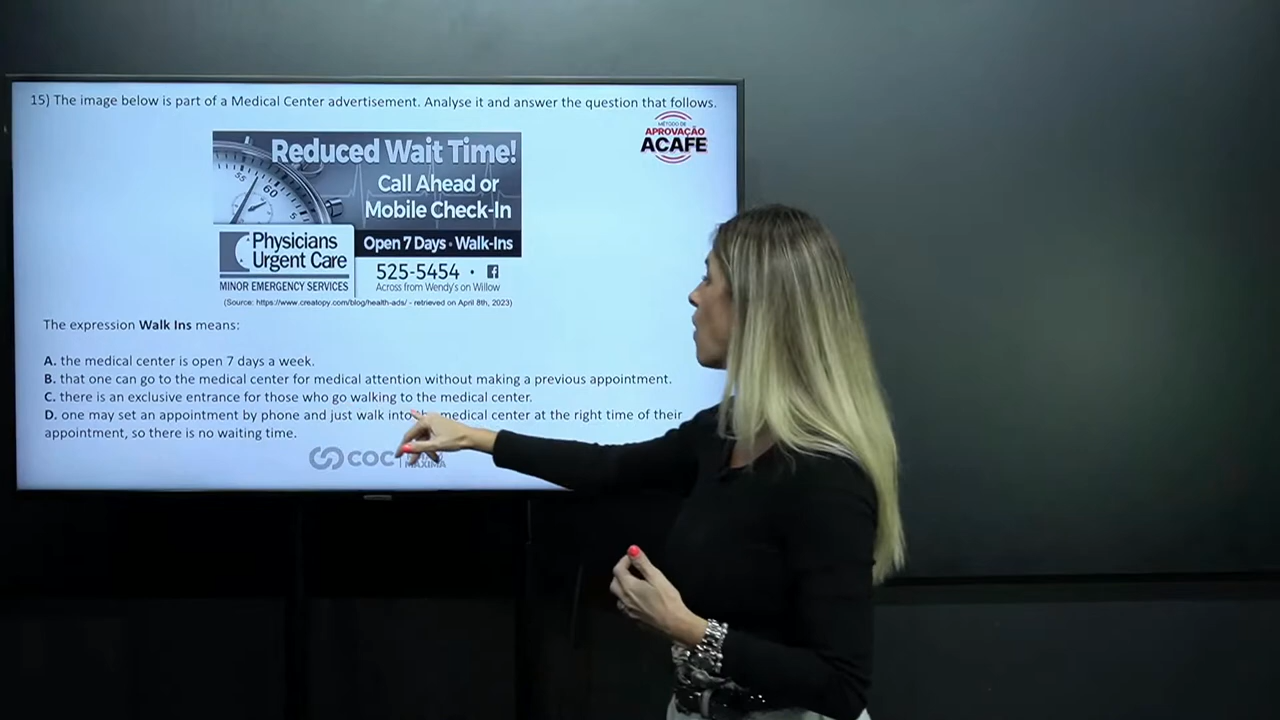 15) The image below is part of a Medical Center advertisement. Analyse it and answer the question that follows.
MÉTODO DE
APROVAÇÃO
ACAFE
Reduced Wait Time!
Call Ahead or
Mobile Check-In
55
60
5
Physicians
Urgent Care
MINOR EMERGENCY SERVICES
Open 7 Days • Walk-Ins
525-5454 •
Across from Wendy's on Willow
(Source: https://www.creatopy.com/blog/health-ads/ - retrieved on April 8th, 2023)
The expression Walk Ins means:
A. the medical center is open 7 days a week.
B. that one can go to the medical center for medical attention without making a previous appointment.
C. there is an exclusive entrance for those who go walking to the medical center.
D. one may set an appointment by phone and just walk into medical center at the right time of their
appointment, so there is no waiting time.
COC
MÁXIMA